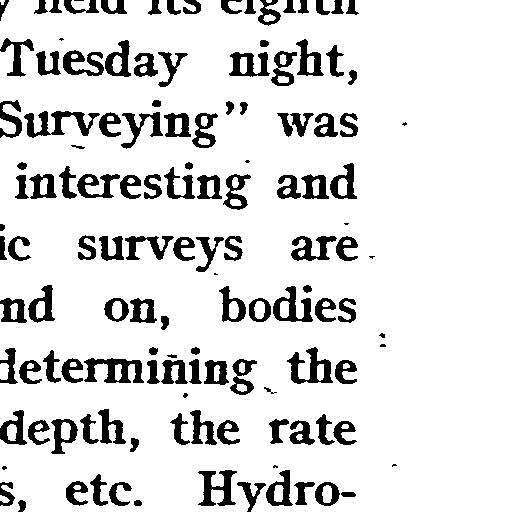 held its eighth
Tuesday night,
Surveying" was
interesting and
ic surveys are
nd on, bodies
determining the
depth, the rate
s, etc. Hydro-